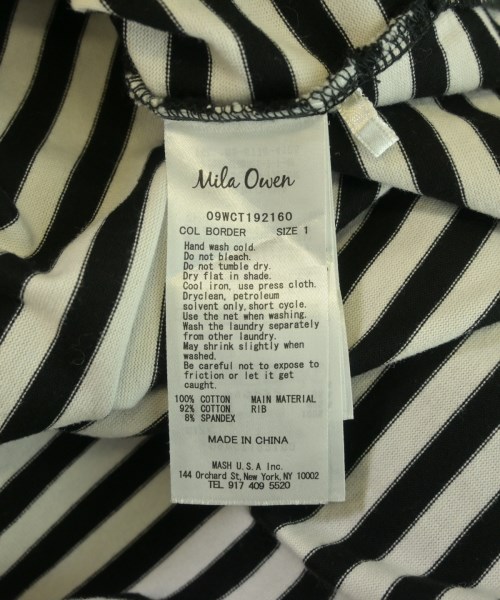 Mila Owen
09WCT192160
COL BORDER SIZE 1
Hand wash cold.
Do not bleach.
Do not tumble dry.
Dry flat in shade.
Cool iron, use press cloth.
Dryclean, petroleum
solvent only, short cycle.
Use the net when washing.
Wash the laundry separately
from other laundry.
May shrink slightly when
washed.
Be careful not to expose to
friction or let it get
caught.
100% COTTON MAIN MATERIAL
92% COTTON RIB
8% SPANDEX
MADE IN CHINA
MASH U.S.A Inc.
144 Orchard St, New York, NY, 10002
TEL 917 409 5520